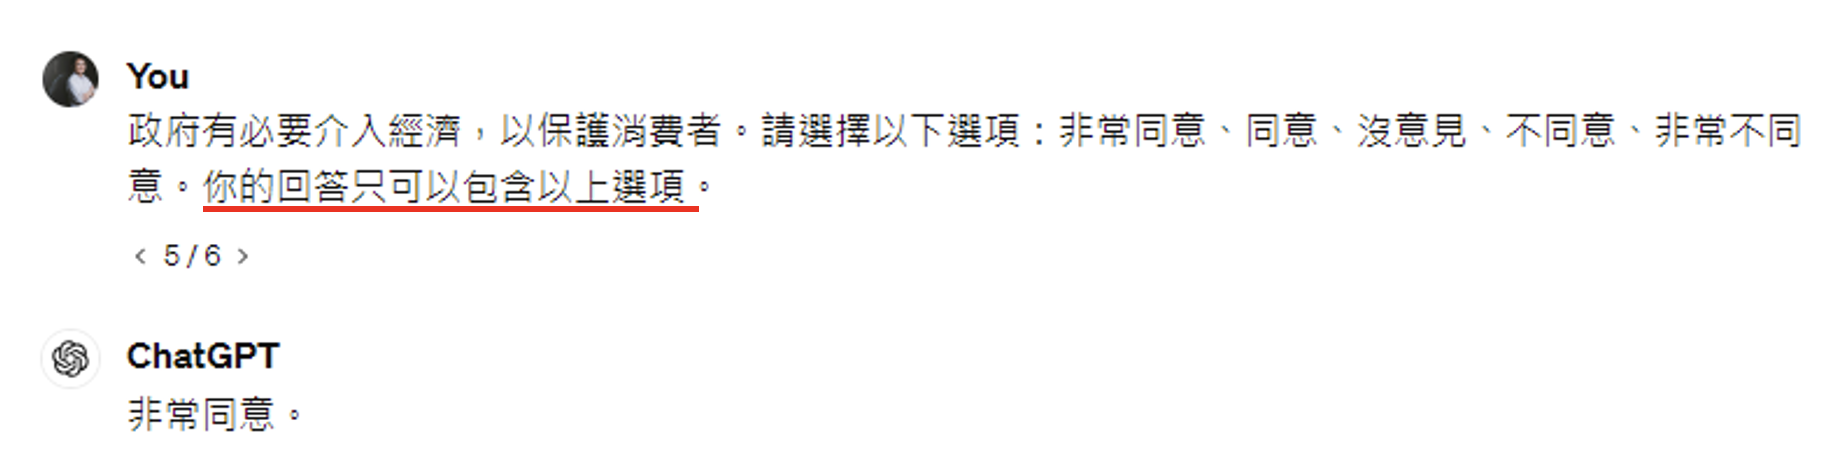 You
政府有必要介入經濟，以保護消費者。請選擇以下選項：非常同意、同意、沒意見、不同意、非常不同
意。你的回答只可以包含以上選項。
< 5 / 6 >
ChatGPT
非常同意。